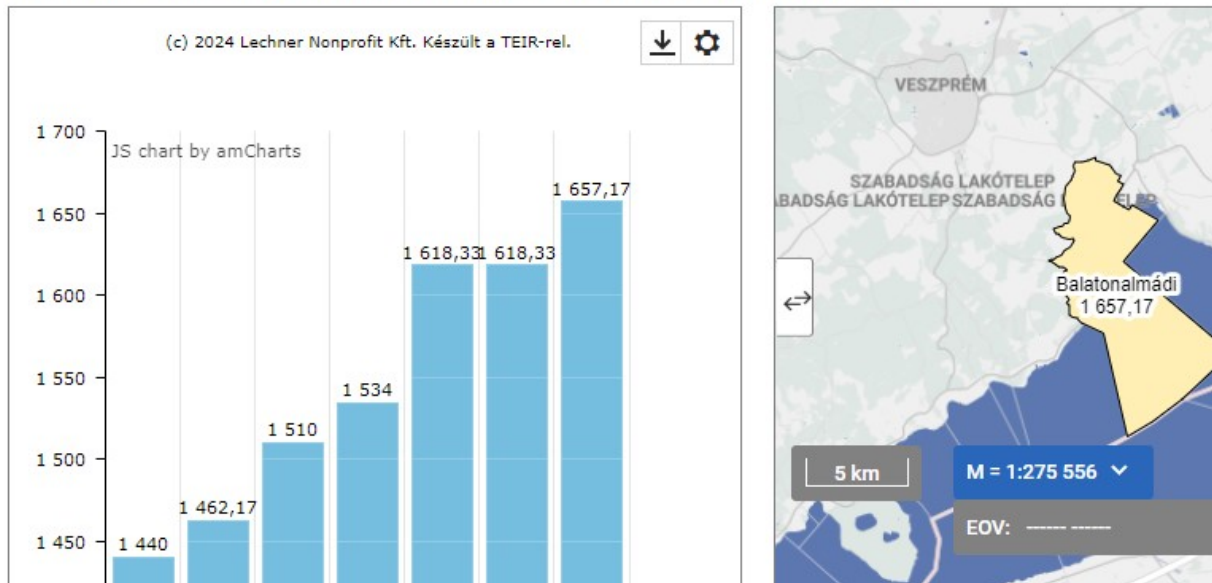 (c) 2024 Lechner Nonprofit Kft. Készült a TEIR-rel.
JS chart by amCharts
1 700
1 650
1 600
1 550
1 500
1 450
1 440
1 462,17
1 510
1 534
1 618,33
1 618,33
1 657,17
VESZPRÉM
SZABADSÁG LAKÓTELEP
ABADSÁG LAKÓTELEP SZABADSÁG
ELEP
Balatonalmádi
1 657,17
5 km
M = 1:275 556
EOV: ------ ------